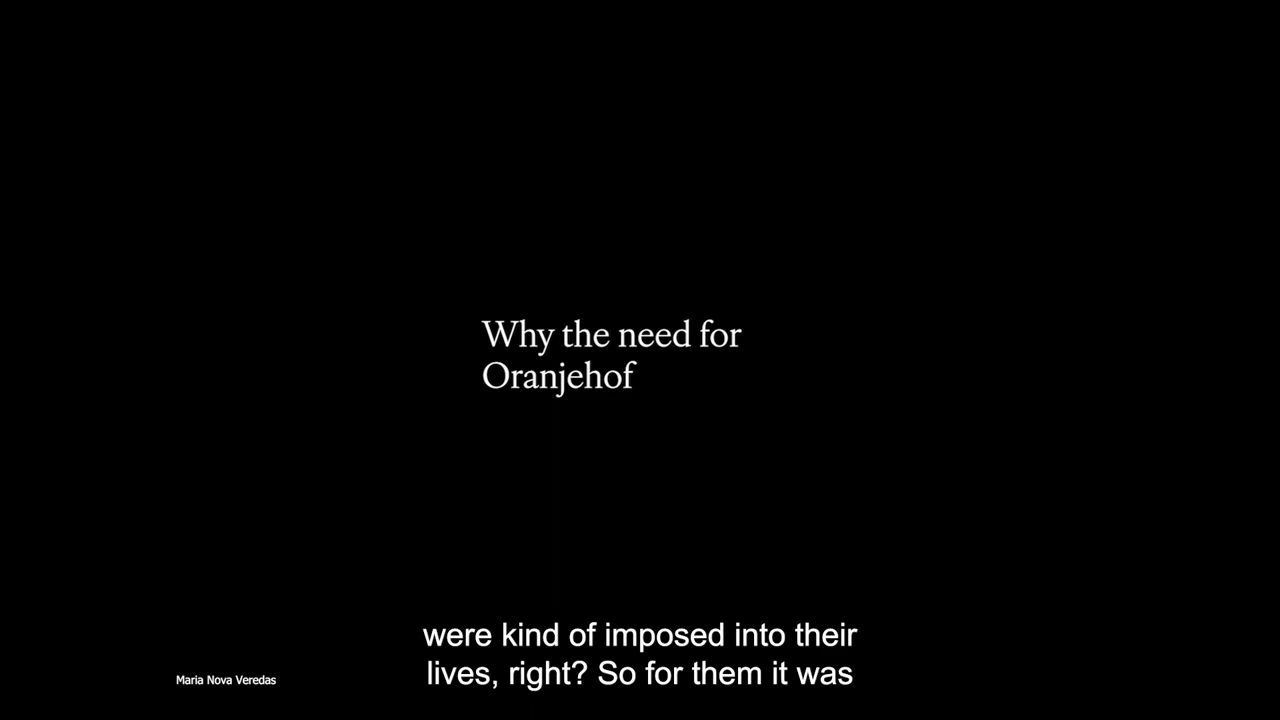 Why the need for
Oranjehof
were kind of imposed into their
lives, right? So for them it was
Maria Nova Veredas